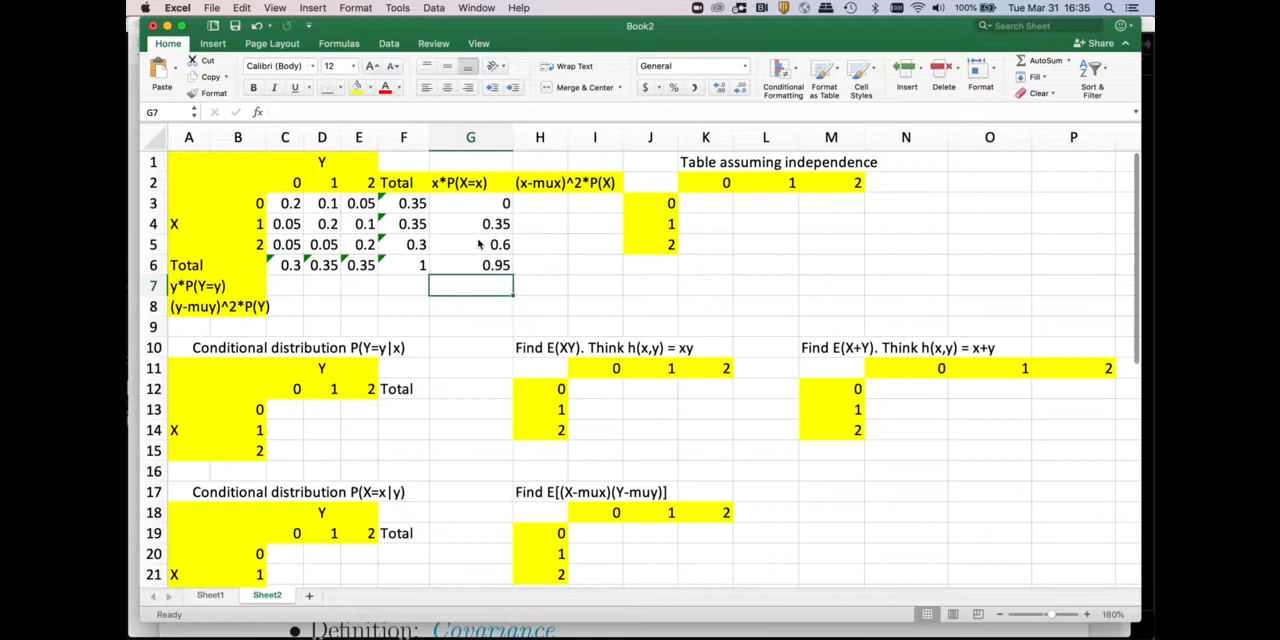 Excel File Edit View Insert Format Tools Data Window Help 100% Tue Mar 31 16:35
Book2 Search Sheet
Home Insert Page Layout Formulas Data Review View Share
Cut Calibri (Body) 12 A A Wrap Text General AutoSum
Copy Fill
Paste Format B I U A Merge & Center $ % Conditional Formatting Format as Table Cell Styles Insert Delete Format Clear Sort & Filter
G7 fx
A B C D E F G H I J K L M N O P
1 Y Table assuming independence
2 0 1 2 Total x*P(X=x) (x-mux)^2*P(X) 0 1 2
3 0 0.2 0.1 0.05 0.35 0 0
4 X 1 0.05 0.2 0.1 0.35 0.35 1
5 2 0.05 0.05 0.2 0.3 0.6 2
6 Total 0.3 0.35 0.35 1 0.95
7 y*P(Y=y)
8 (y-muy)^2*P(Y)
9
10 Conditional distribution P(Y=y|x) Find E(XY). Think h(x,y) = xy Find E(X+Y). Think h(x,y) = x+y
11 Y 0 1 2 1 0 1 2
12 0 1 2 Total 0 0
13 0 1 1
14 X 1 2 2
15 2
16
17 Conditional distribution P(X=x|y) Find E[(X-mux)(Y-muy)]
18 Y 0 1 2
19 0 1 2 Total 0
20 0 1
21 X 1 2
Sheet1 Sheet2 +
Ready 180%
Definition: Covariance